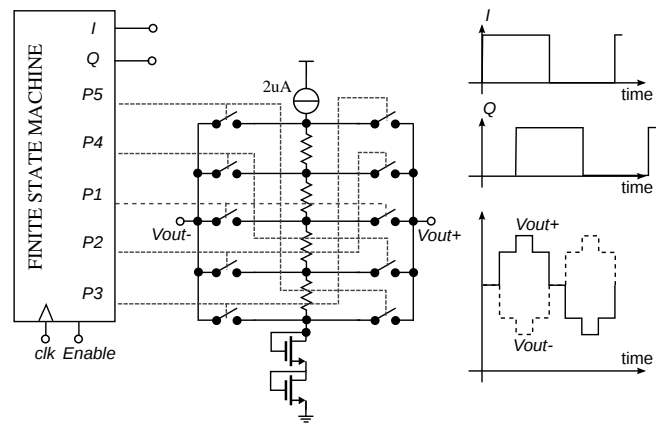 FINITE STATE MACHINE
I
Q
P5
P4
P1
P2
P3
clk Enable
2uA
Vout-
Vout+
I
time
Q
time
Vout+
Vout-
time